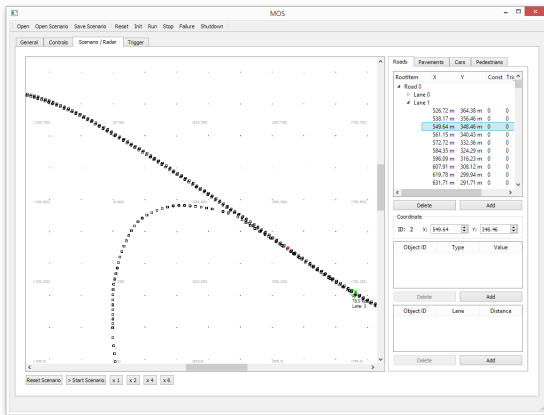 MOS
Open Open Scenario Save Scenario Reset Init Run Stop Failure Shutdown
General Controls Scenario / Radar Trigger
Roads Pavements Cars Pedestrians
RootItem X Y Const
Road 0
Lane 0
Lane 1
526.72 m 364.38 m 0 0
538.17 m 356.46 m 0 0
549.64 m 348.46 m 0 0
561.15 m 340.43 m 0 0
572.72 m 332.36 m 0 0
584.35 m 324.29 m 0 0
596.09 m 316.23 m 0 0
607.91 m 308.12 m 0 0
619.78 m 299.94 m 0 0
631.71 m 291.71 m 0 0
Delete Add
Coordinate
ID: 2 X: 549.64 Y: 348.46
Object ID Type Value
Delete Add
Object ID Lane Distance
Delete Add
Lane: 0
Reset Scenario > Start Scenario x 1 x 2 x 4 x 6